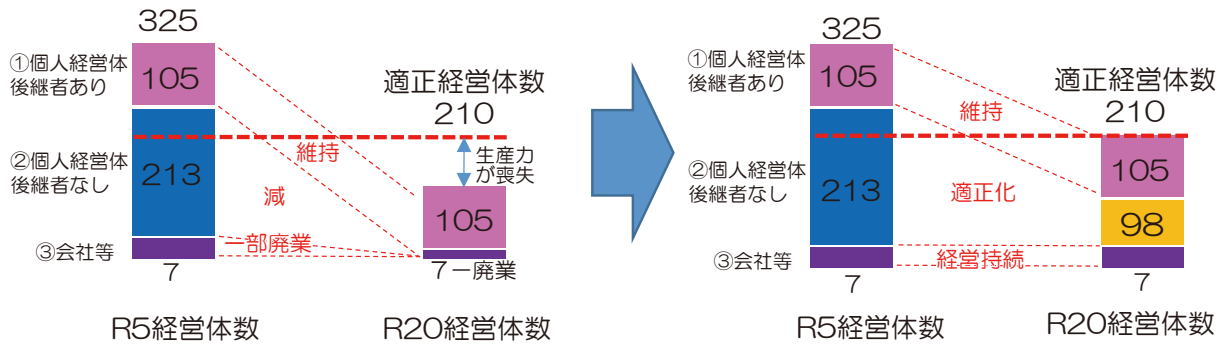 325
①個人経営体
後継者あり
105
②個人経営体
後継者なし
213
③会社等
7
R5経営体数
維持
減
一部廃業
適正経営体数
210
生産力
が喪失
105
7－廃業
R20経営体数
325
①個人経営体
後継者あり
105
②個人経営体
後継者なし
213
③会社等
7
R5経営体数
維持
適正化
経営持続
適正経営体数
210
105
98
7
R20経営体数